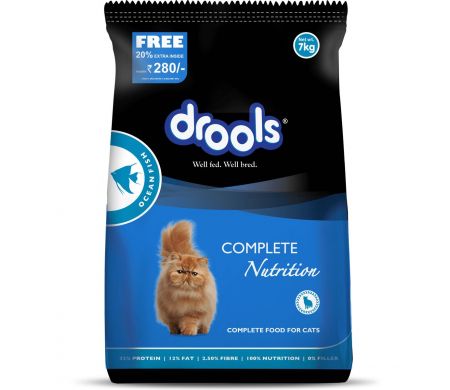 FREE
20% EXTRA INSIDE
₹ 280/-
Net wt.
7kg
drools®
Well fed. Well bred.
OCEAN FISH
COMPLETE
Nutrition
COMPLETE FOOD FOR CATS
PROTEIN | 12% FAT | 2.50% FIBRE | 100% NUTRITION | 0% FILLER